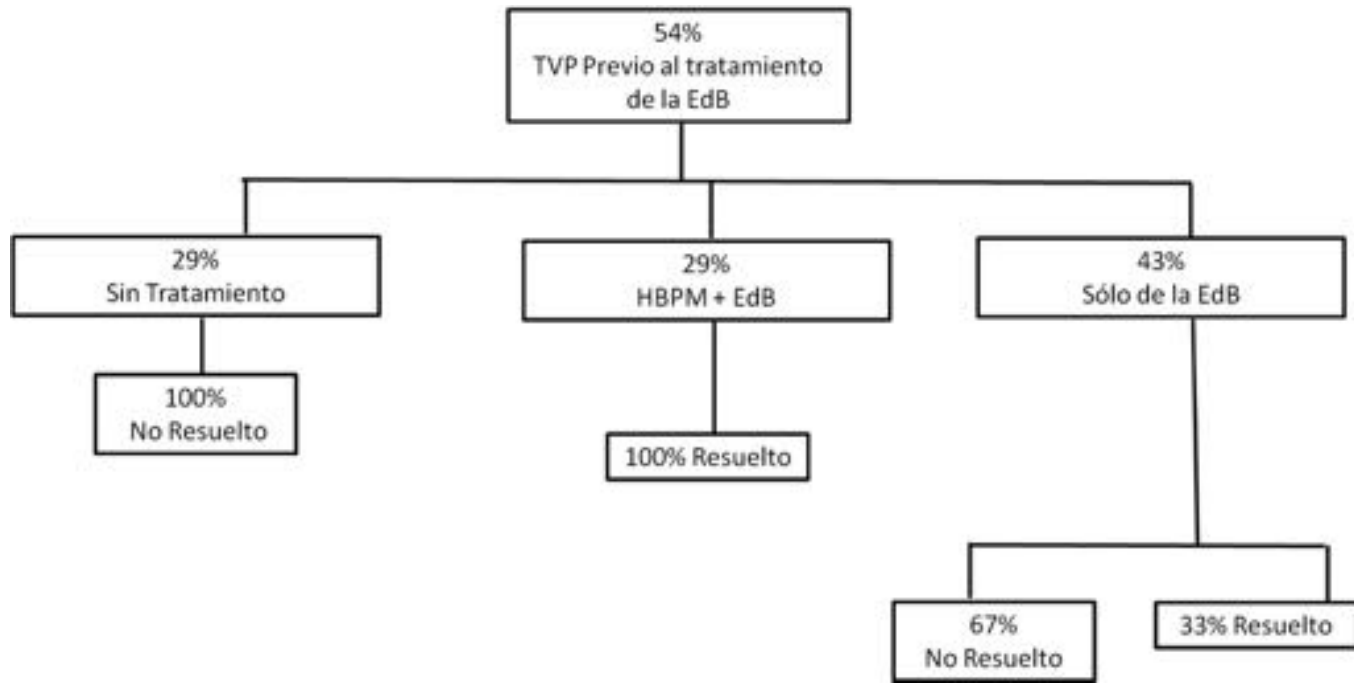 54%
TVP Previo al tratamiento
de la EdB
29%
Sin Tratamiento
29%
HBPM + EdB
43%
Sólo de la EdB
100%
No Resuelto
100% Resuelto
67%
No Resuelto
33% Resuelto